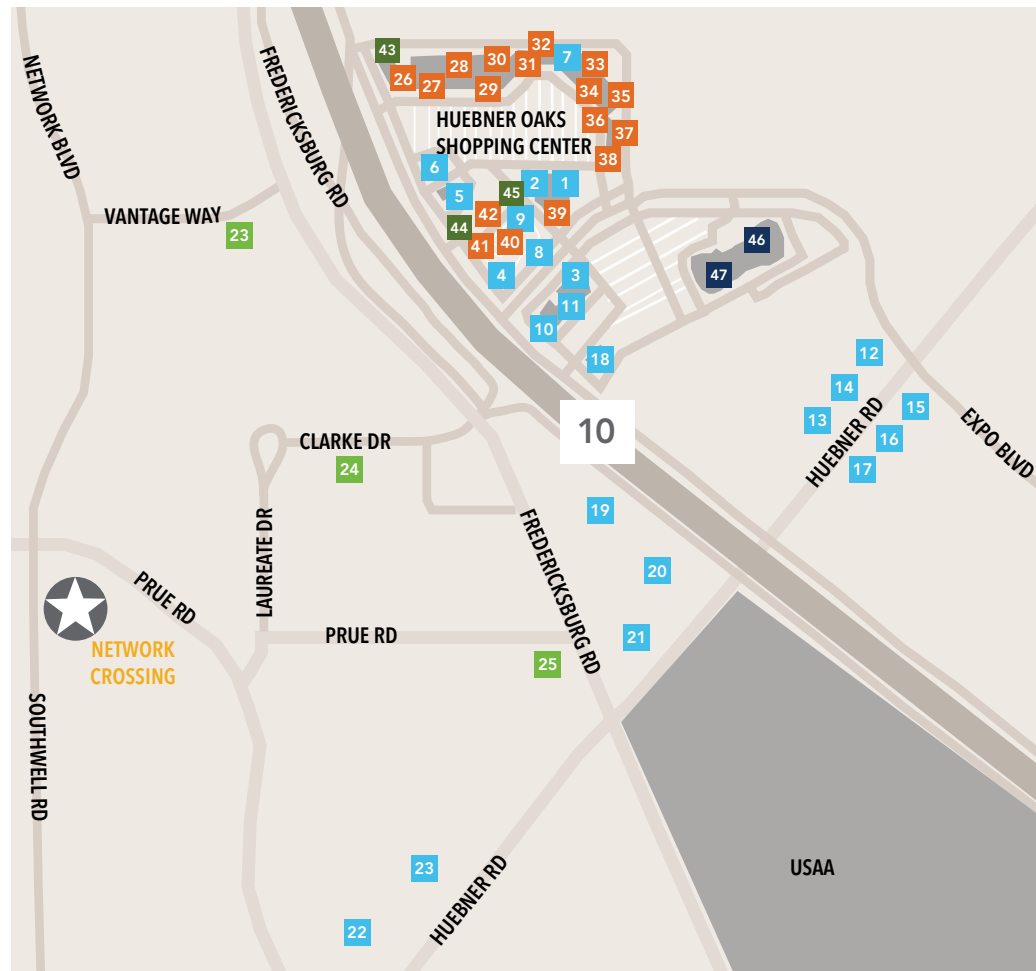 32
43
7
30
31
33
28
26
27
29
34
35
NETWORK BLVD
FREDERICKSBURG RD
HUEBNER OAKS
SHOPPING CENTER
36
37
38
6
5
45
2
1
42
9
39
44
41
40
8
VANTAGE WAY
23
4
3
46
47
11
10
18
12
14
13
15
16
17
HUEBNER RD
EXPO BLVD
10
CLARKE DR
24
19
FREDERICKSBURG RD
LAUREATE DR
20
PRUE RD
21
PRUE RD
25
NETWORK
CROSSING
SOUTHWELL RD
23
HUEBNER RD
USAA
22